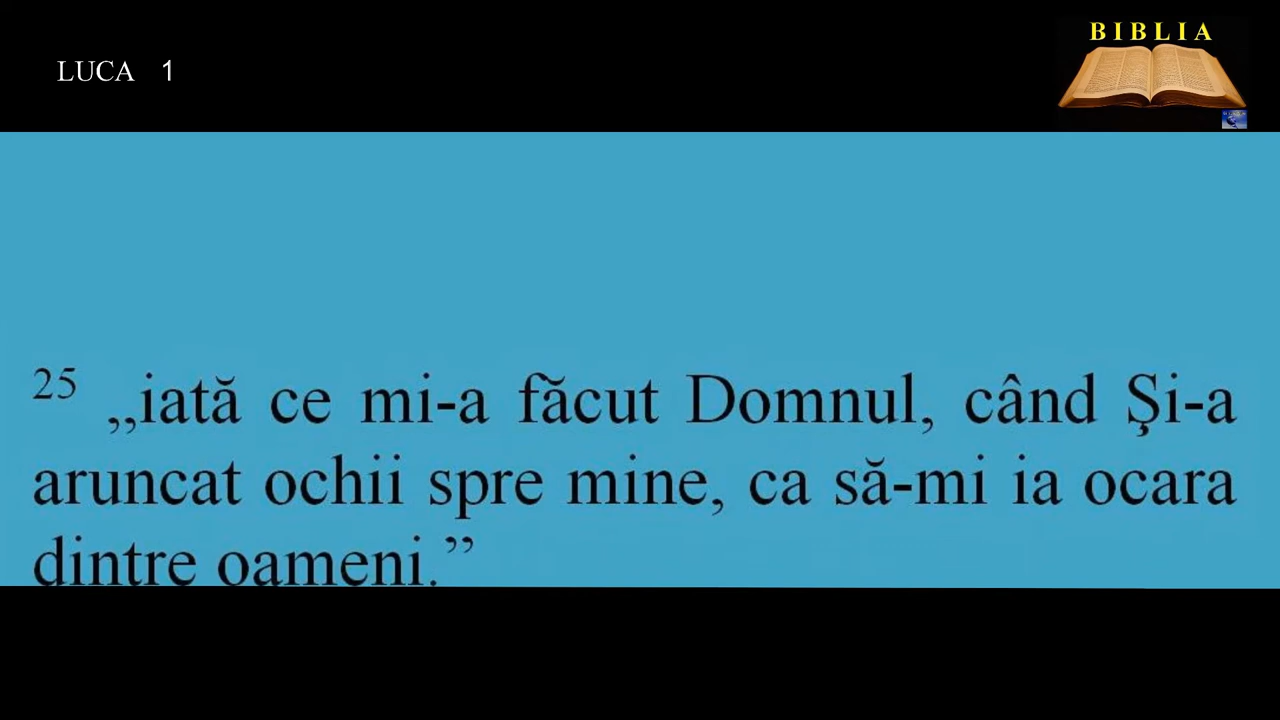 BIBLIA
LUCA 1
25 „iată ce mi-a făcut Domnul, când Şi-a
aruncat ochii spre mine, ca să-mi ia ocara
dintre oameni.”